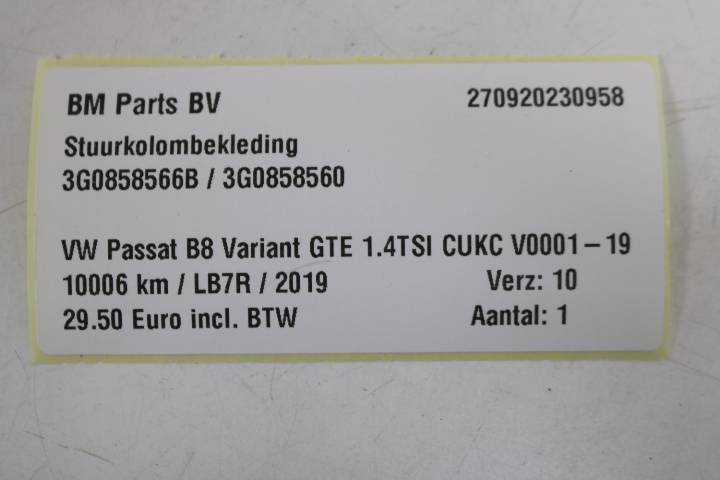 BM Parts BV 270920230958
Stuurkolombekleding
3G0858566B / 3G0858560
VW Passat B8 Variant GTE 1.4TSI CUKC V0001-19
10006 km / LB7R / 2019 Verz: 10
29.50 Euro incl. BTW Aantal: 1